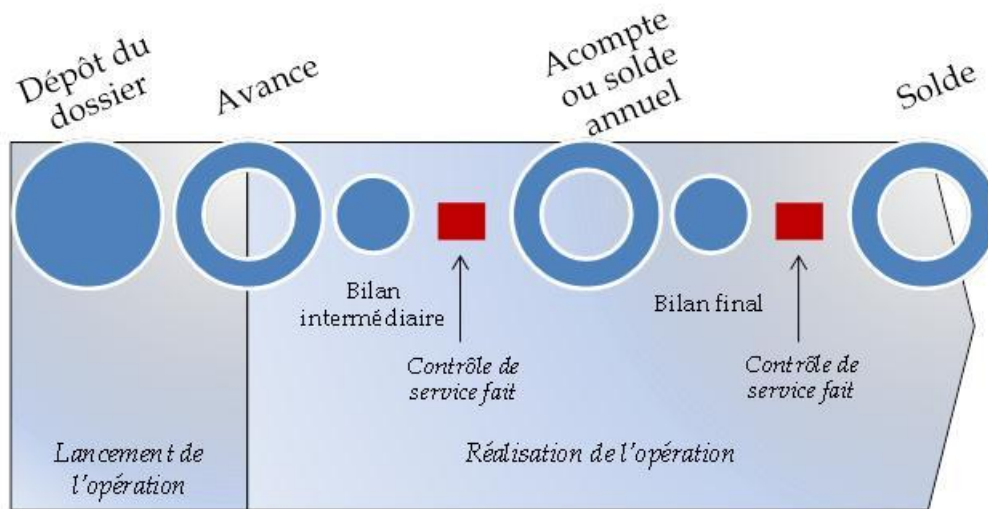 Dépôt du
dossier
Avance
Acompte
ou solde
annuel
Solde
Bilan
intermédiaire
Bilan final
Contrôle de
service fait
Contrôle de
service fait
Lancement de
l'opération
Réalisation de l'opération